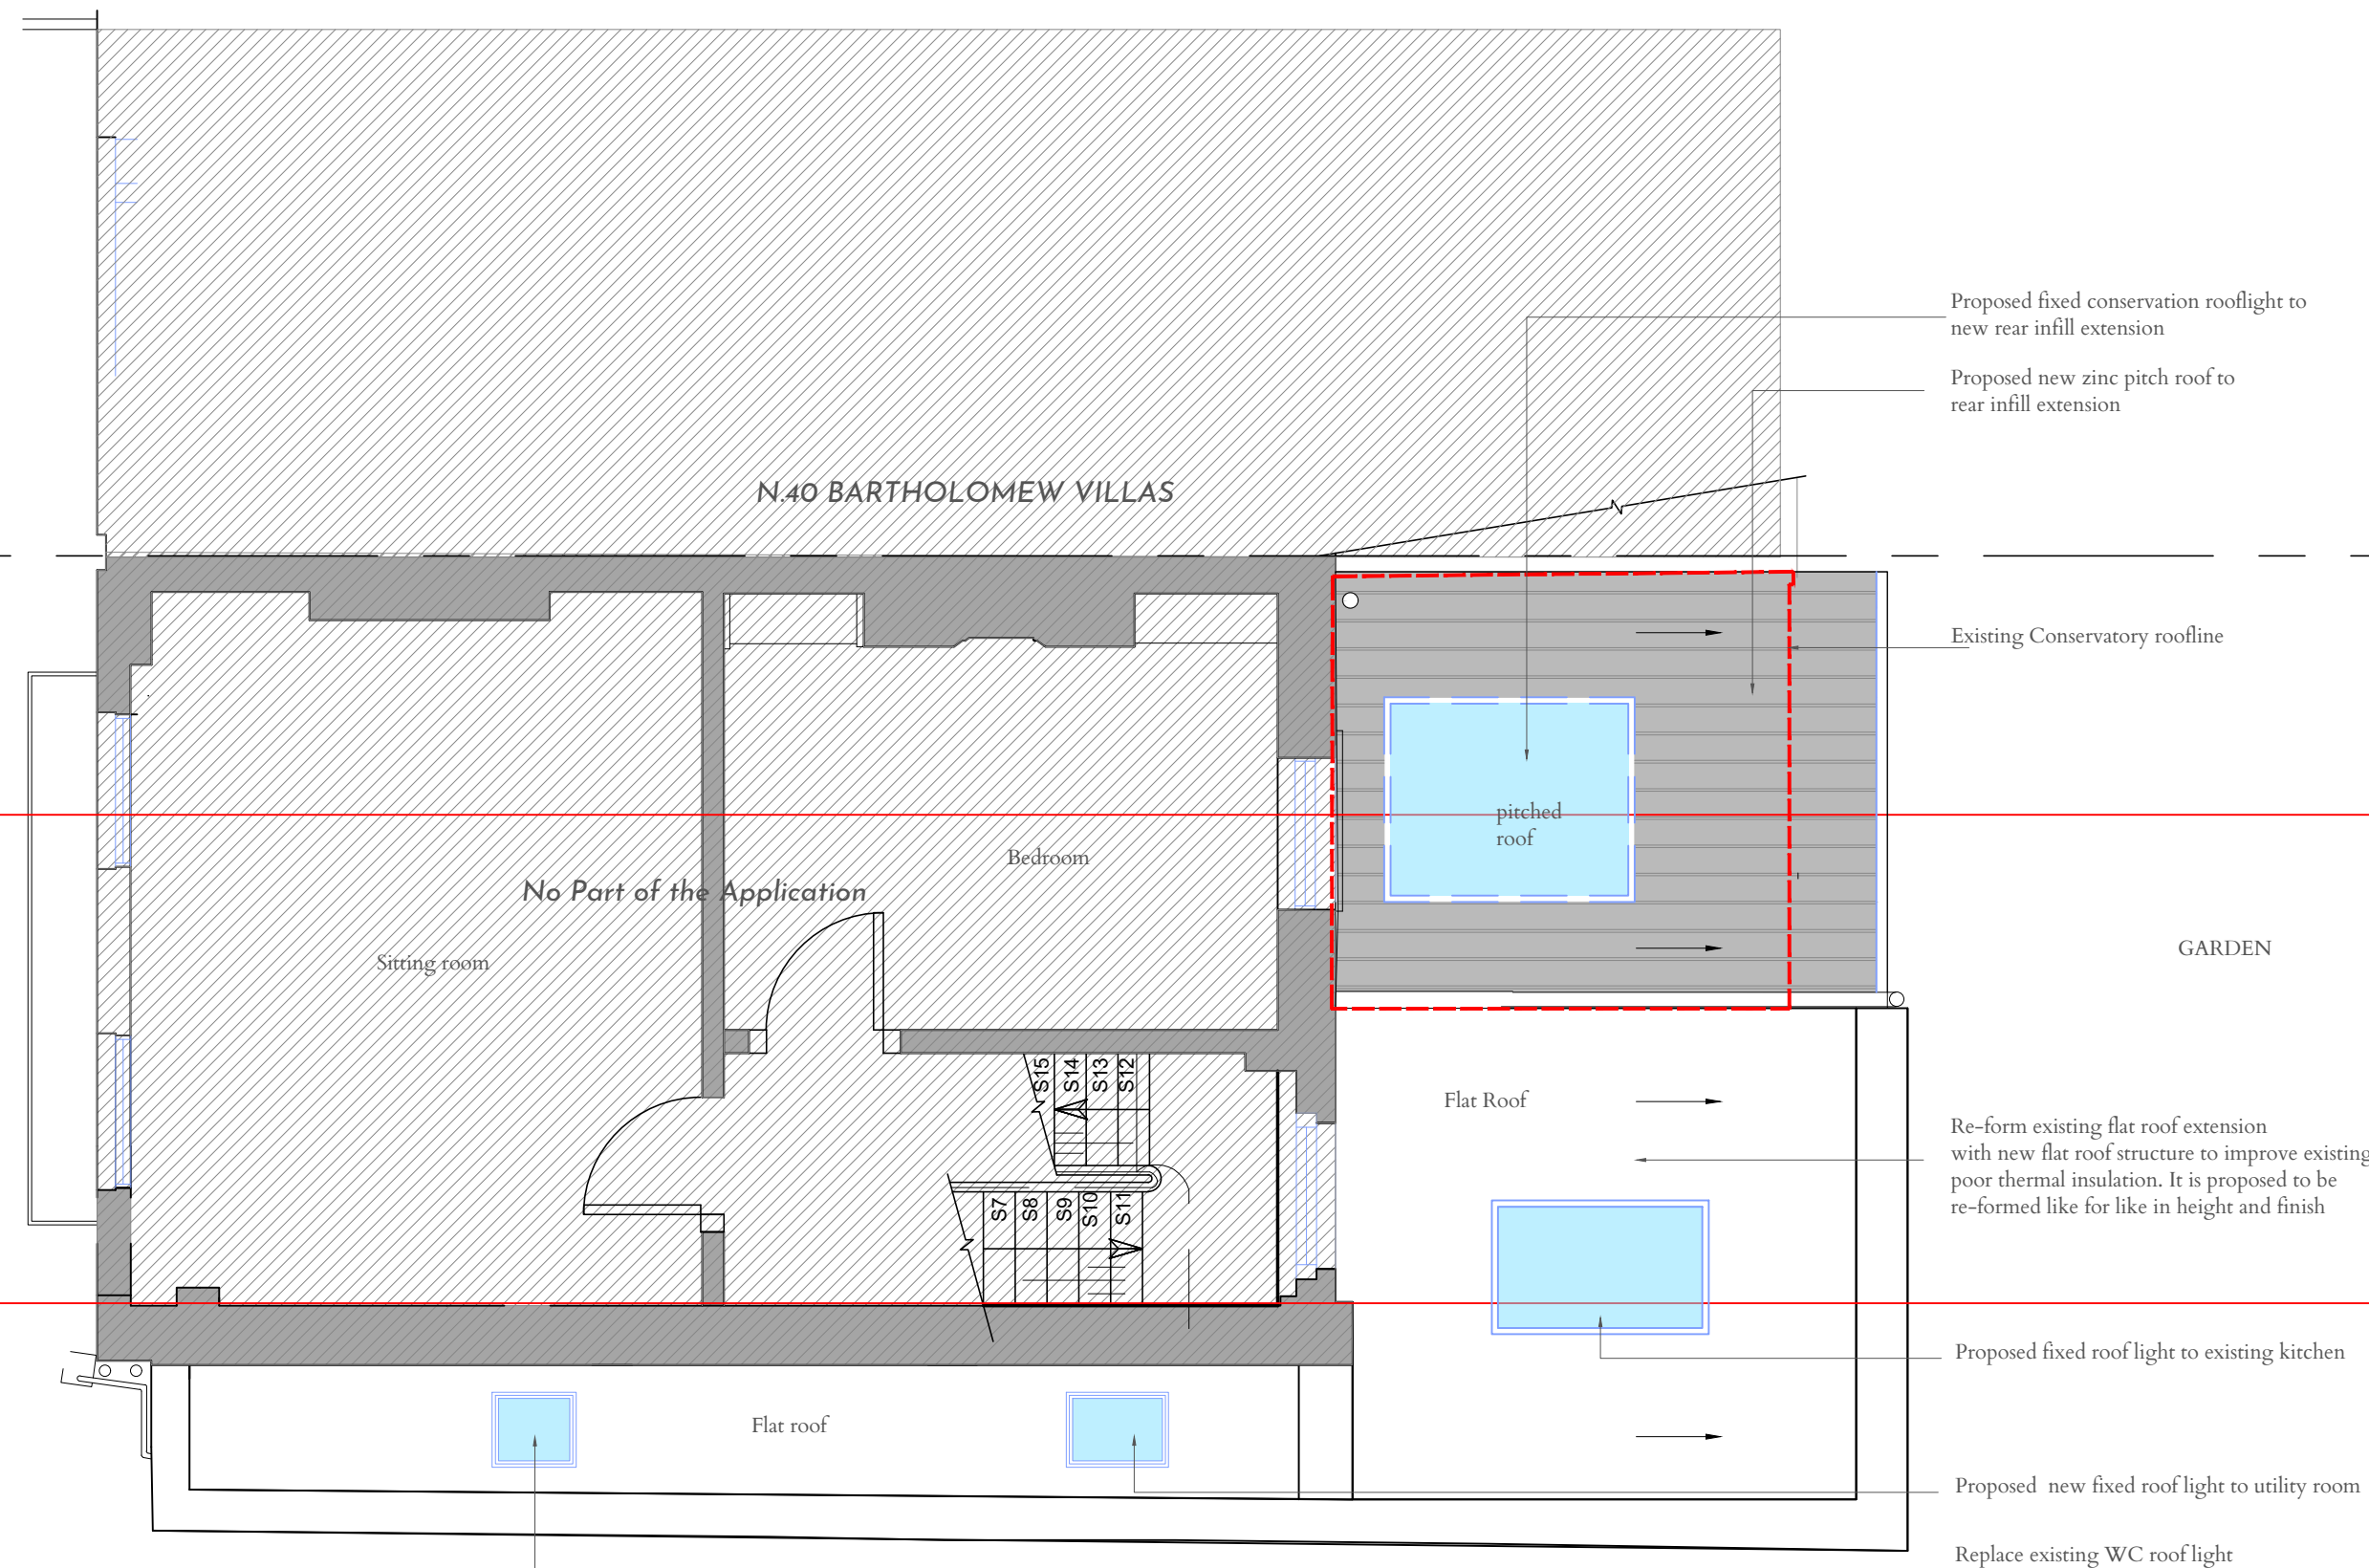 Proposed fixed conservation rooflight to
new rear infill extension
Proposed new zinc pitch roof to
rear infill extension
N.40 BARTHOLOMEW VILLAS
Existing Conservatory roofline
pitched
roof
Bedroom
No Part of the Application
Sitting room
GARDEN
S15 S14 S13 S12
Flat Roof
Re-form existing flat roof extension
with new flat roof structure to improve existing
poor thermal insulation. It is proposed to be
re-formed like for like in height and finish
S7 S8 S9 S10 S11
Proposed fixed roof light to existing kitchen
Flat roof
Proposed new fixed roof light to utility room
Replace existing WC roof light